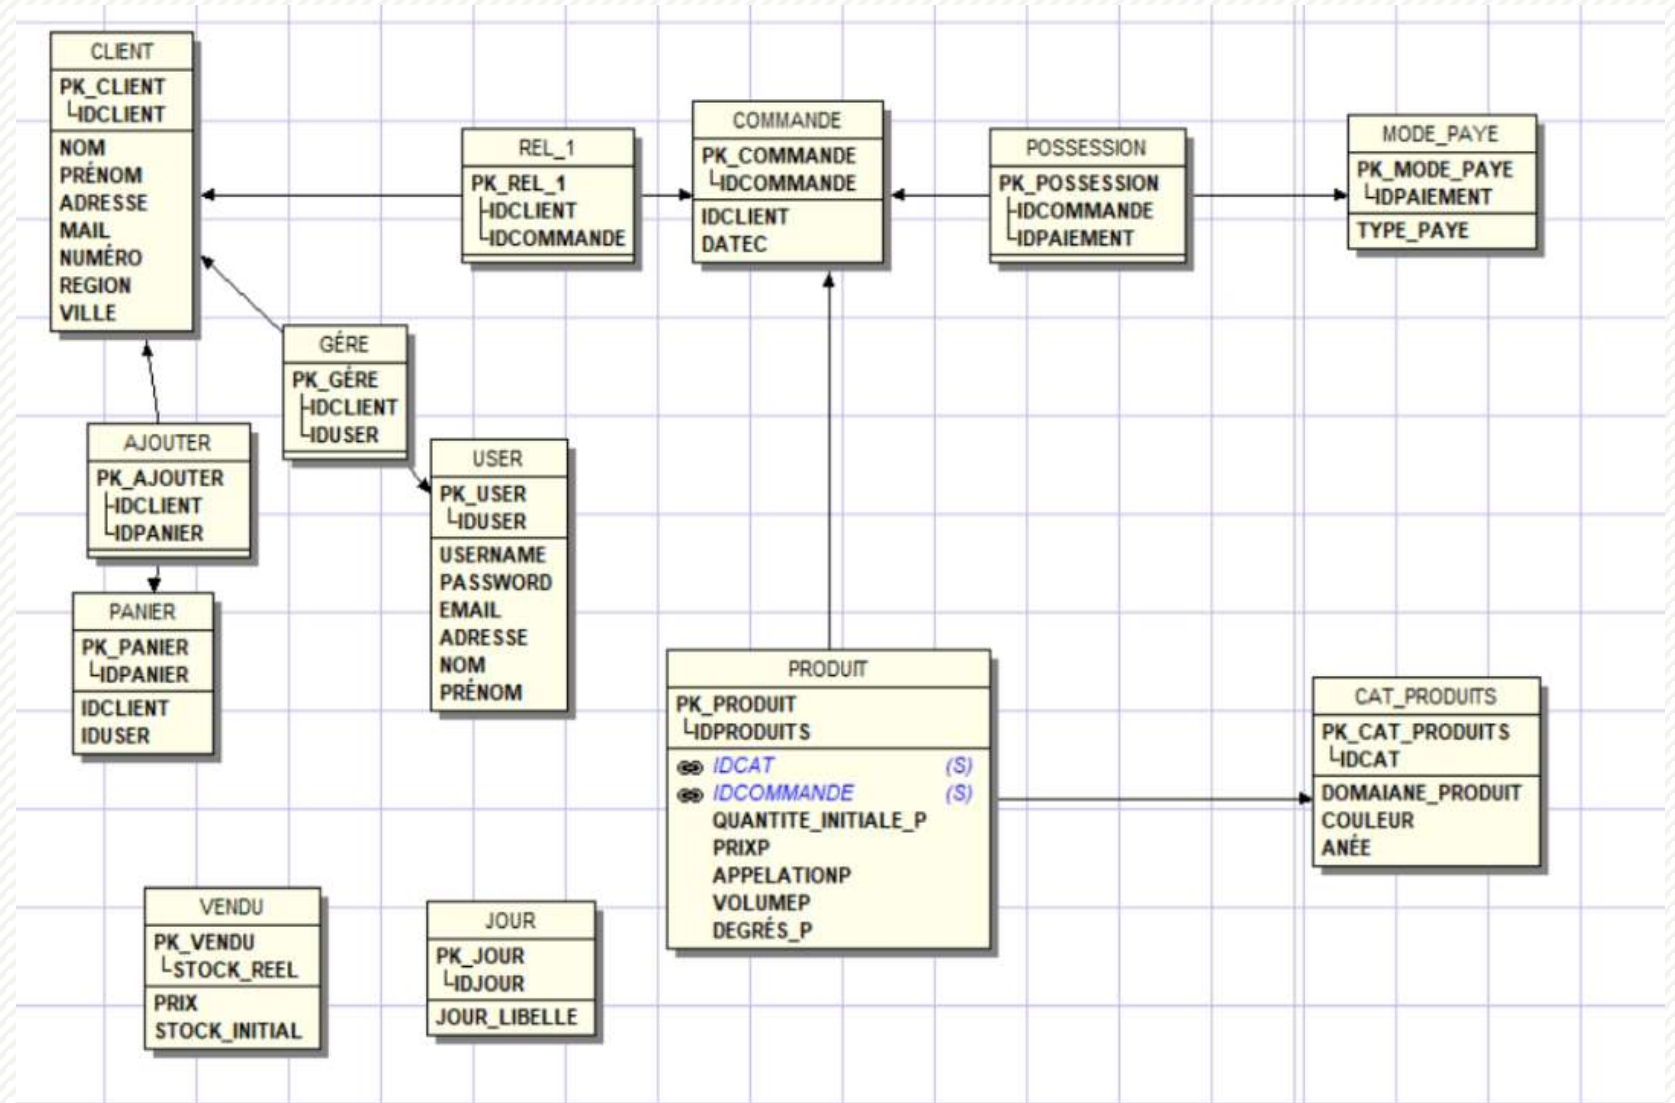 CLIENT
PK_CLIENT
IDCLIENT
NOM
PRÉNOM
ADRESSE
MAIL
NUMÉRO
REGION
VILLE
REL_1
PK_REL_1
IDCLIENT
IDCOMMANDE
COMMANDE
PK_COMMANDE
IDCOMMANDE
IDCLIENT
DATEC
POSSESSION
PK_POSSESSION
IDCOMMANDE
IDPAIEMENT
MODE_PAYE
PK_MODE_PAYE
IDPAIEMENT
TYPE_PAYE
GÉRE
PK_GÉRE
IDCLIENT
IDUSER
AJOUTER
PK_AJOUTER
IDCLIENT
IDPANIER
USER
PK_USER
IDUSER
USERNAME
PASSWORD
EMAIL
ADRESSE
NOM
PRÉNOM
PANIER
PK_PANIER
IDPANIER
IDCLIENT
IDUSER
PRODUIT
PK_PRODUIT
IDPRODUITS
IDCAT (S)
IDCOMMANDE (S)
QUANTITE_INITIALE_P
PRIXP
APPELATIONP
VOLUMEP
DEGRÉS_P
CAT_PRODUITS
PK_CAT_PRODUITS
IDCAT
DOMAIANE_PRODUIT
COULEUR
ANÉE
VENDU
PK_VENDU
STOCK_REEL
PRIX
STOCK_INITIAL
JOUR
PK_JOUR
IDJOUR
JOUR_LIBELLE